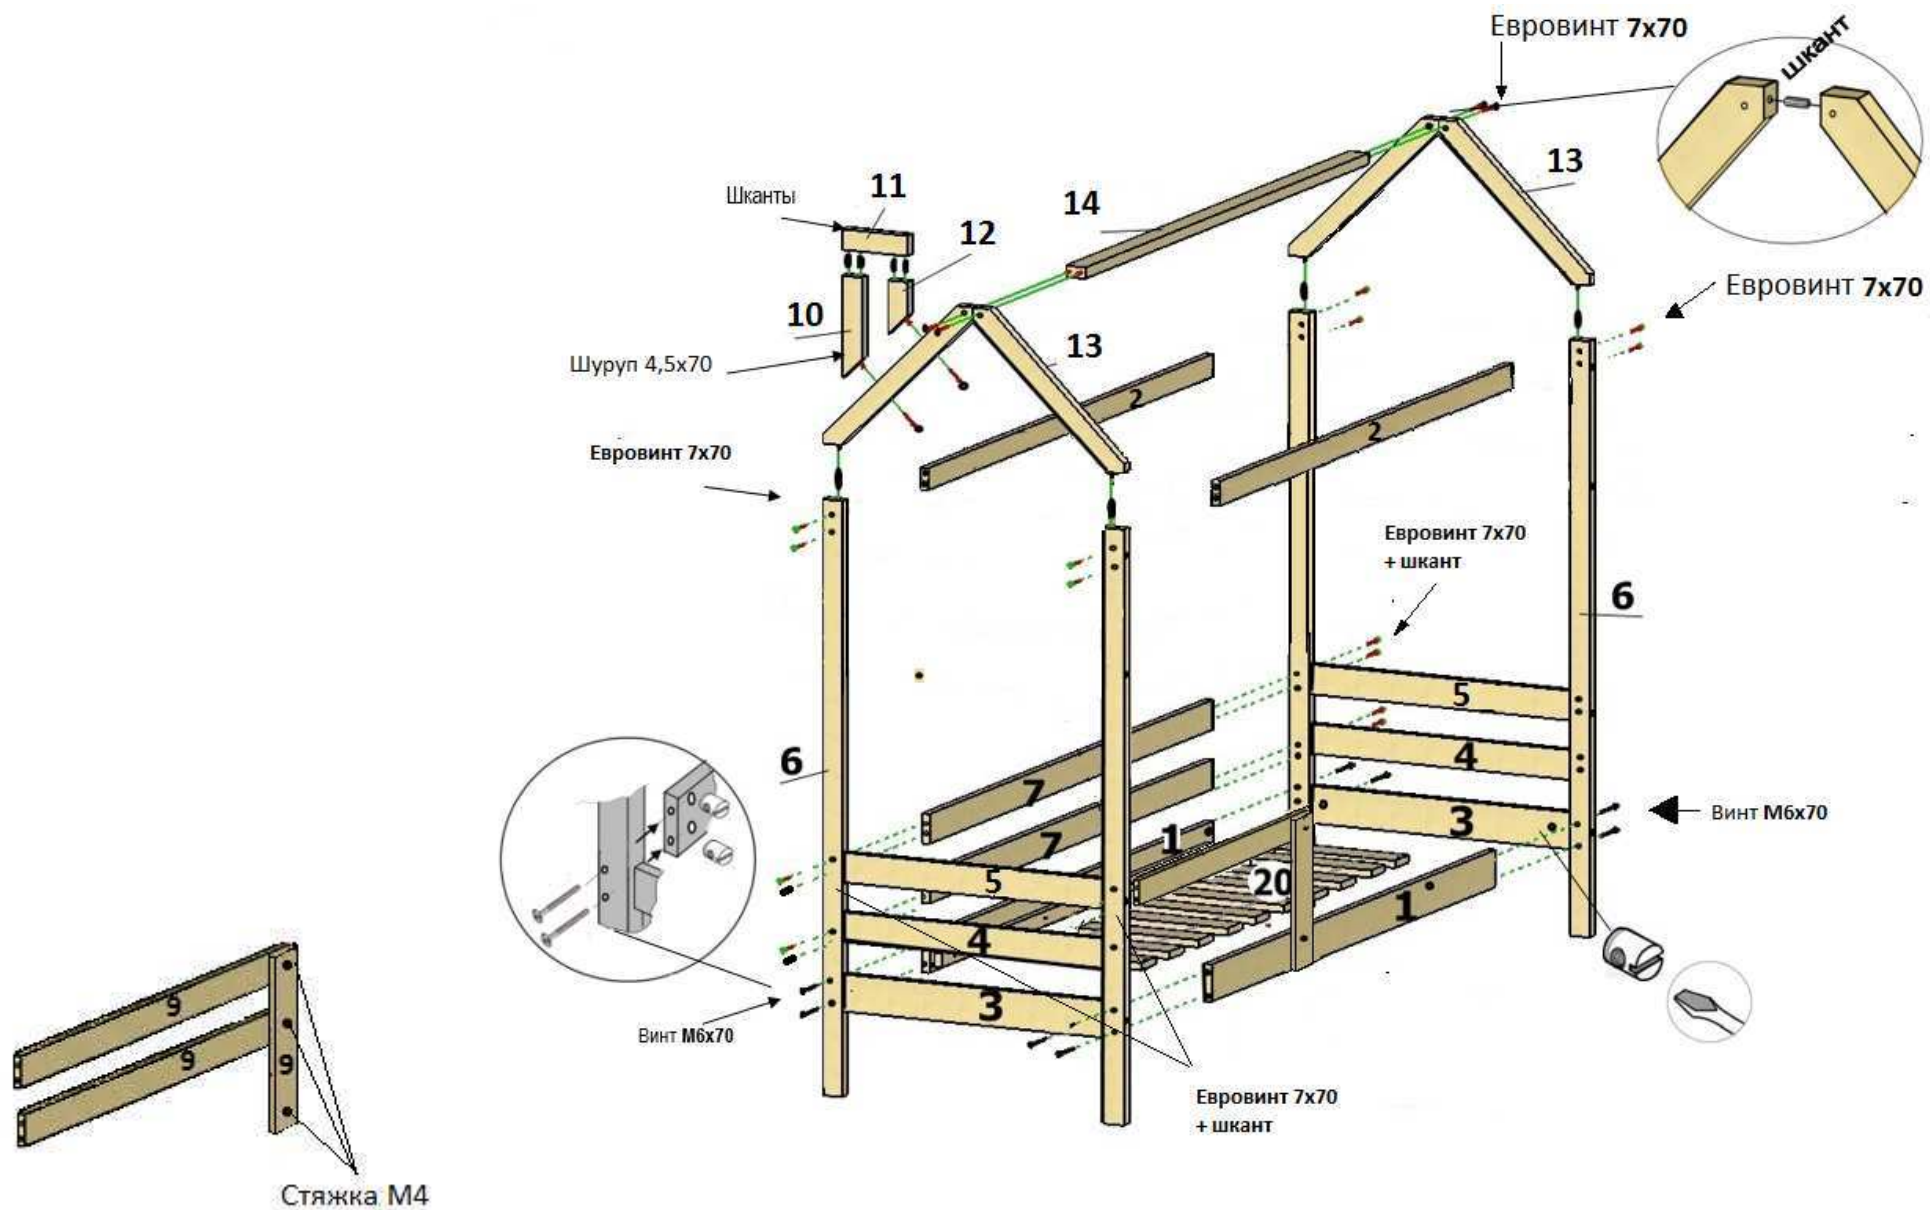 Евровинт 7х70
шкант
13
11
Шканты
14
12
Евровинт 7х70
10
13
Шуруп 4,5х70
2
2
Евровинт 7х70
Евровинт 7х70
+ шкант
6
5
6
4
7
3
Винт М6х70
1
7
20
5
1
4
9
3
Винт М6х70
9
9
Евровинт 7х70
+ шкант
Стяжка М4